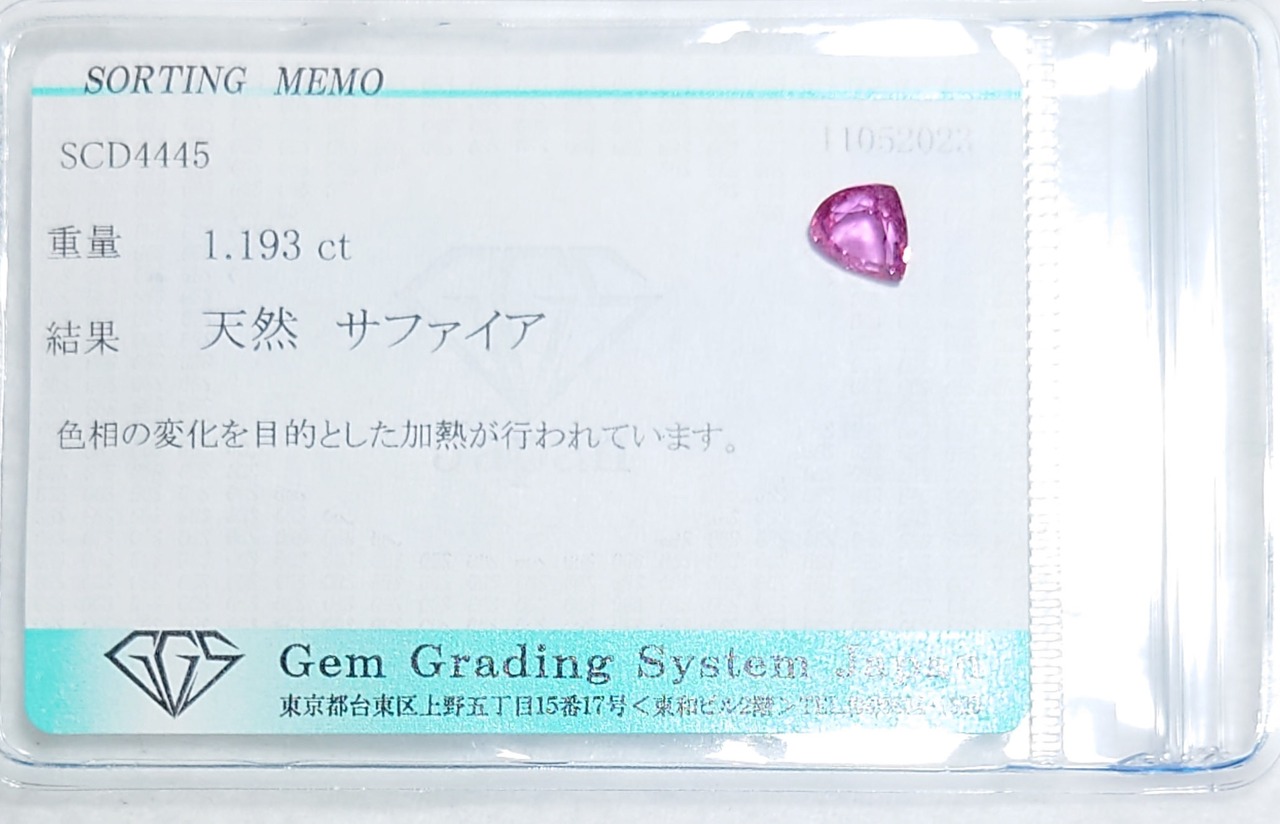 SORTING MEMO
SCD4445
11052023
重量 1.193 ct
結果 天然 サファイア
色相の変化を目的とした加熱が行われています。
GGS
Gem Grading System Japan
東京都台東区上野五丁目15番17号<東和ビル2階>